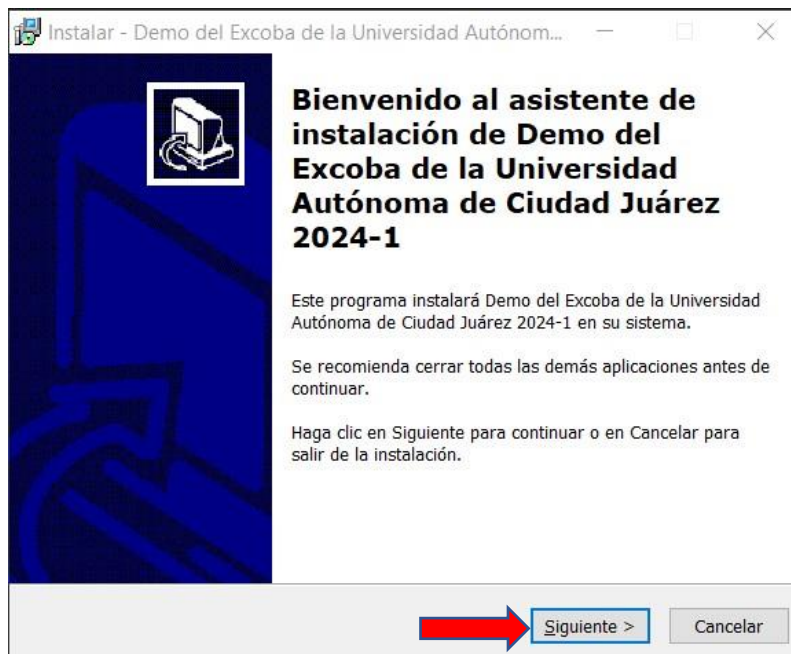 Instalar - Demo del Excoba de la Universidad Autónom...
Bienvenido al asistente de
instalación de Demo del
Excoba de la Universidad
Autónoma de Ciudad Juárez
2024-1
Este programa instalará Demo del Excoba de la Universidad
Autónoma de Ciudad Juárez 2024-1 en su sistema.
Se recomienda cerrar todas las demás aplicaciones antes de
continuar.
Haga clic en Siguiente para continuar o en Cancelar para
salir de la instalación.
Siguiente > Cancelar